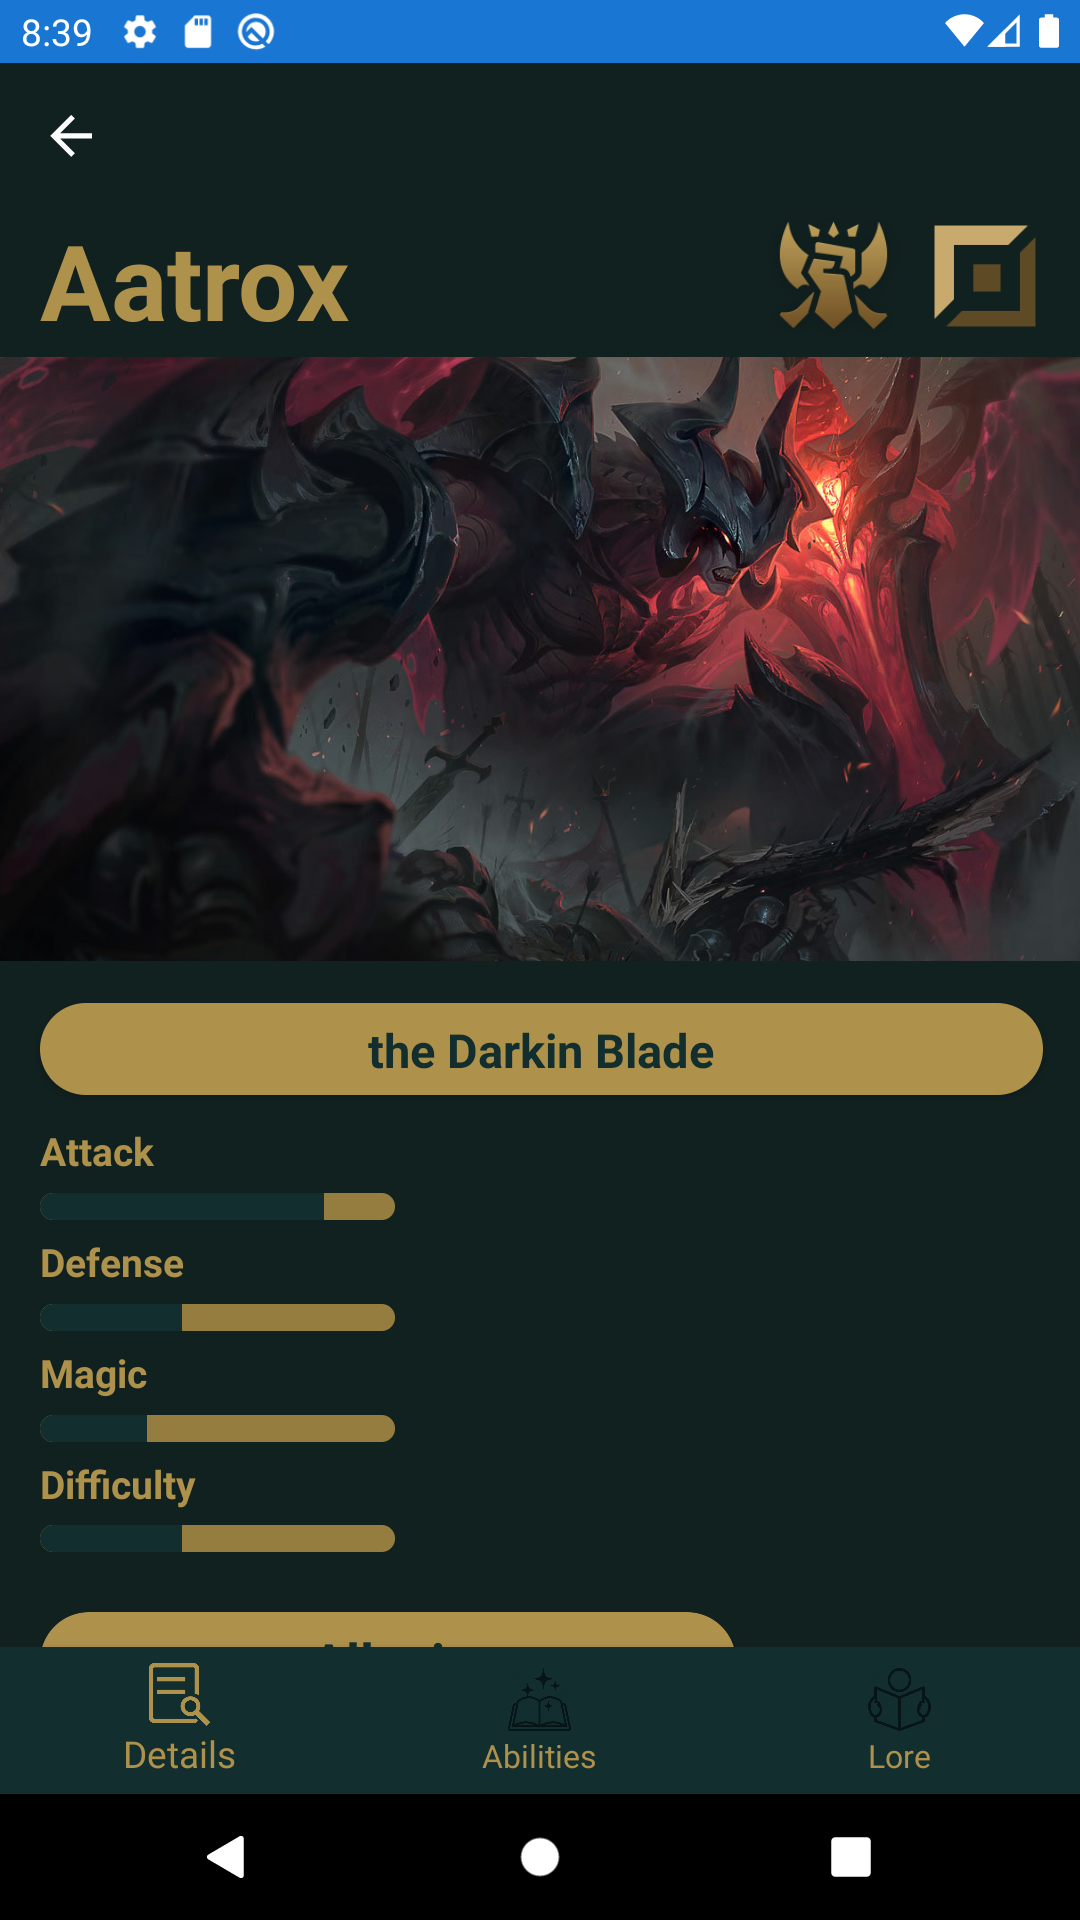 8:39
Aatrox
the Darkin Blade
Attack
Defense
Magic
Difficulty
Details
Abilities
Lore